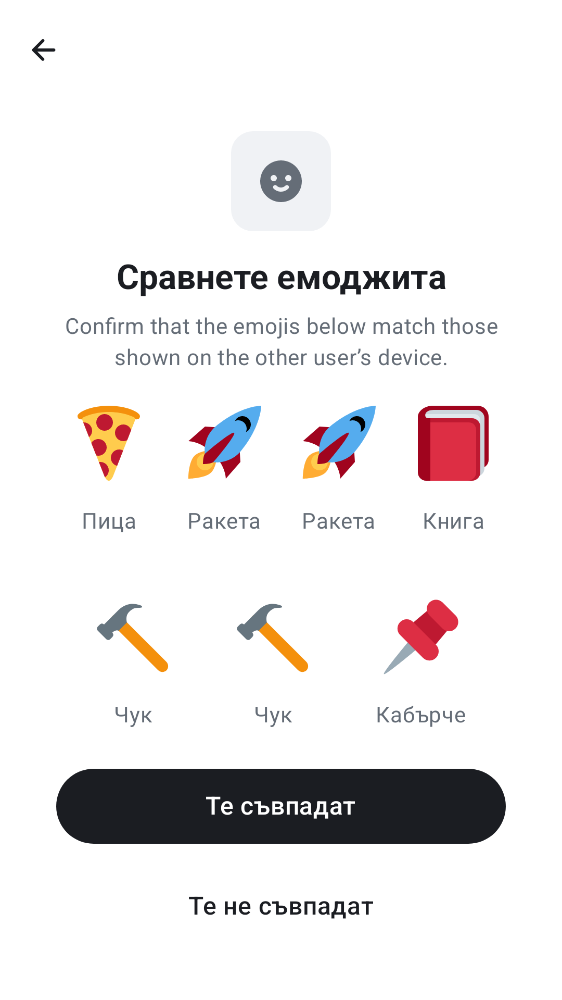 Сравнете емоджита
Confirm that the emojis below match those
shown on the other user’s device.
Пица Ракета Ракета Книга
Чук Чук Кабърче
Те съвпадат
Те не съвпадат